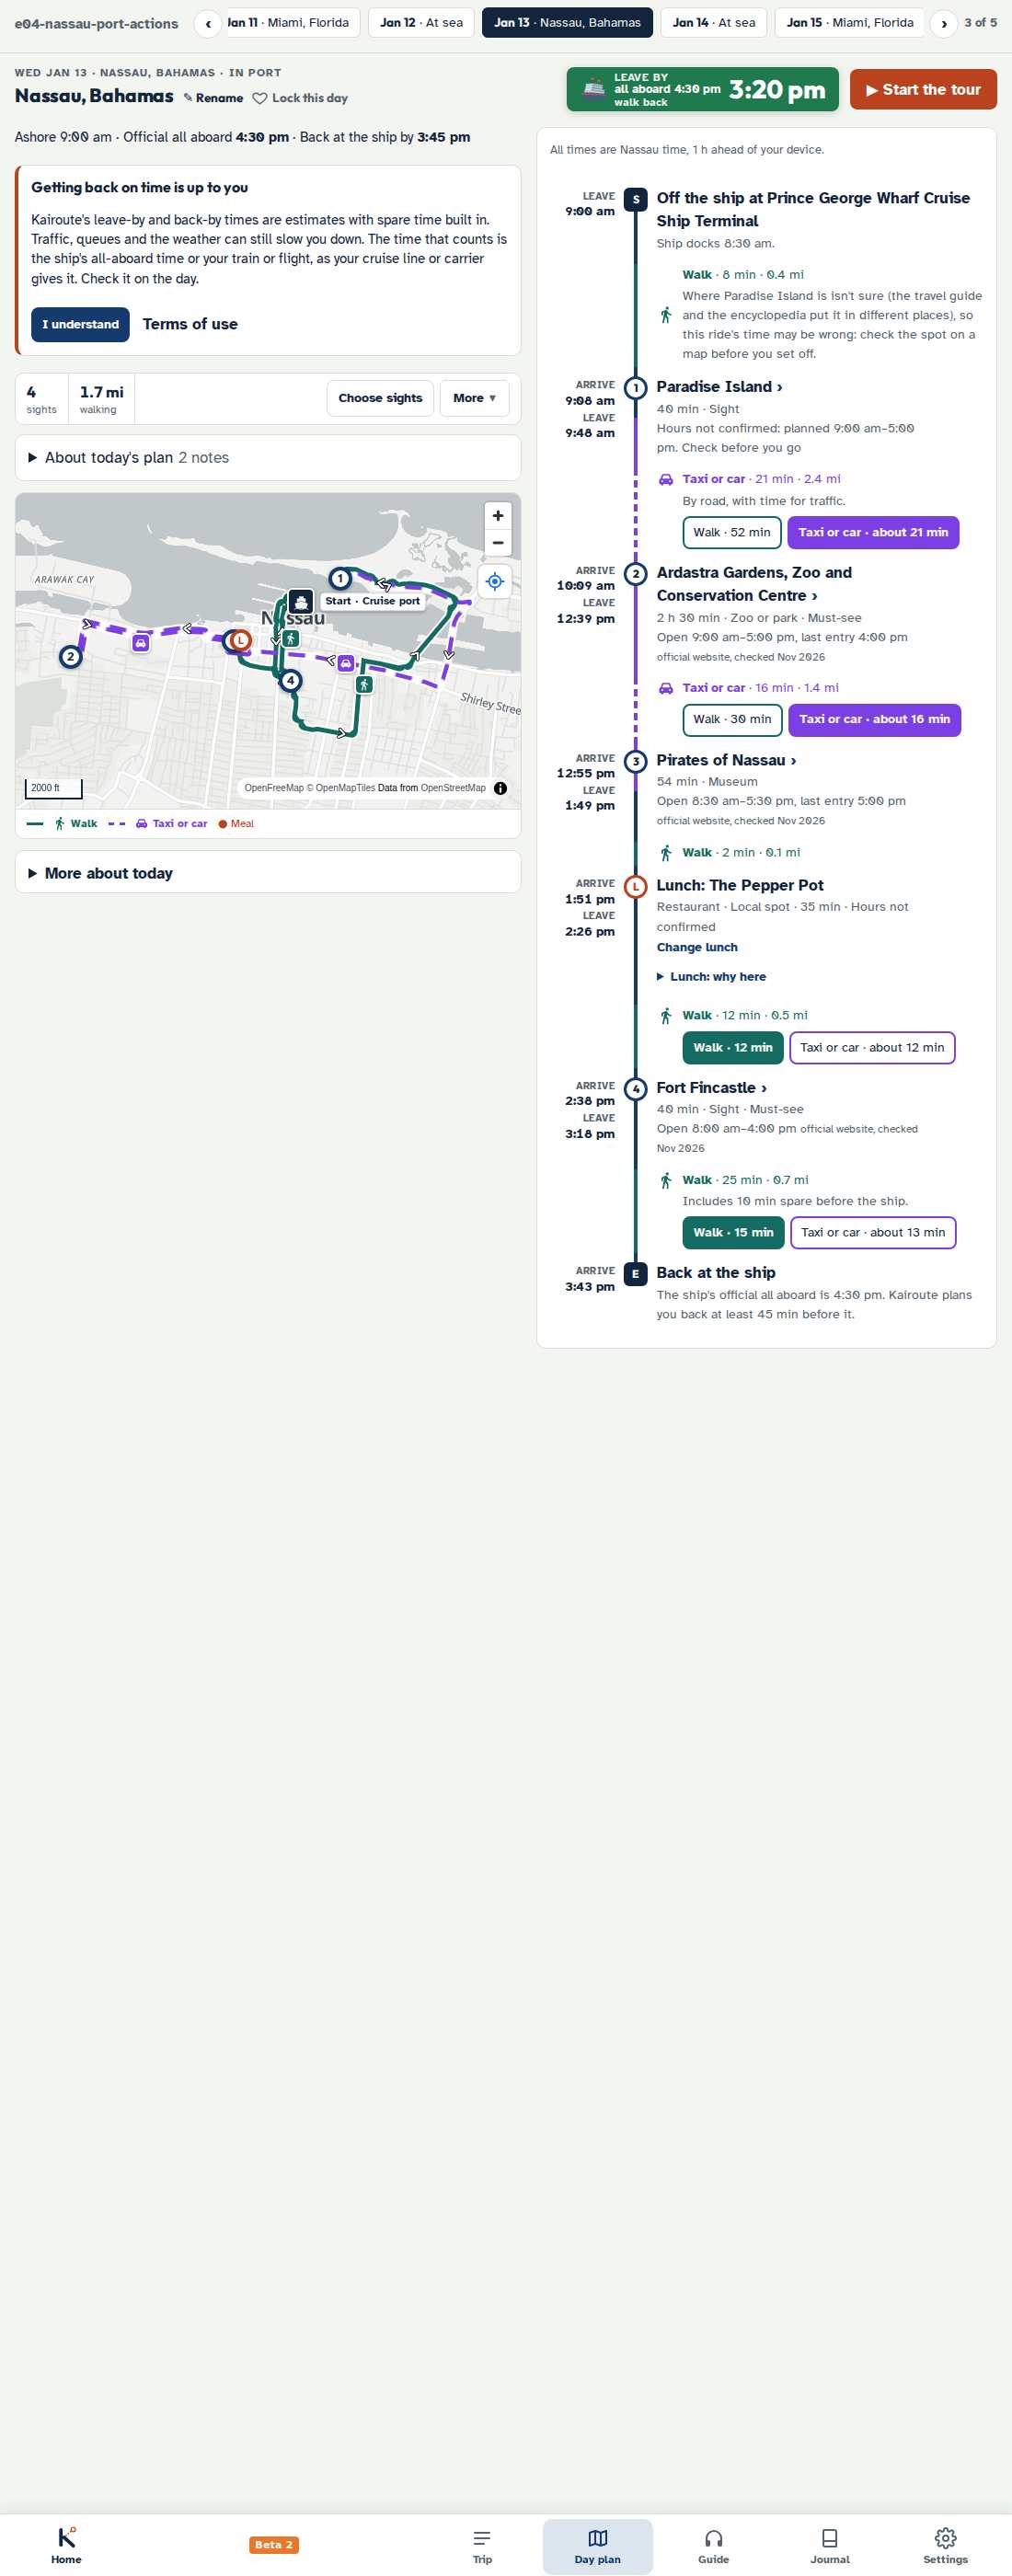 e04-nassau-port-actions
‹
Jan 11 · Miami, Florida
Jan 12 · At sea
Jan 13 · Nassau, Bahamas
Jan 14 · At sea
Jan 15 · Miami, Florida
›
3 of 5
WED JAN 13 · NASSAU, BAHAMAS · IN PORT
Nassau, Bahamas
✎ Rename
Lock this day
LEAVE BY
all aboard 4:30 pm
walk back
3:20 pm
▶ Start the tour
Ashore 9:00 am · Official all aboard 4:30 pm · Back at the ship by 3:45 pm
Getting back on time is up to you
Kairoute's leave-by and back-by times are estimates with spare time built in.
Traffic, queues and the weather can still slow you down. The time that counts is
the ship's all-aboard time or your train or flight, as your cruise line or carrier
gives it. Check it on the day.
I understand
Terms of use
4
sights
1.7 mi
walking
Choose sights
More ▼
▶ About today's plan 2 notes
ARAWAK CAY
1
Start · Cruise port
Nassau
2
L
4
Shirley Stree
+
−
2000 ft
OpenFreeMap © OpenMapTiles Data from OpenStreetMap
Walk
Taxi or car
Meal
▶ More about today
All times are Nassau time, 1 h ahead of your device.
LEAVE
9:00 am
S
Off the ship at Prince George Wharf Cruise
Ship Terminal
Ship docks 8:30 am.
Walk · 8 min · 0.4 mi
Where Paradise Island is isn't sure (the travel guide
and the encyclopedia put it in different places), so
this ride's time may be wrong: check the spot on a
map before you set off.
ARRIVE
9:08 am
LEAVE
9:48 am
1
Paradise Island ›
40 min · Sight
Hours not confirmed: planned 9:00 am–5:00
pm. Check before you go
Taxi or car · 21 min · 2.4 mi
By road, with time for traffic.
Walk · 52 min
Taxi or car · about 21 min
ARRIVE
10:09 am
LEAVE
12:39 pm
2
Ardastra Gardens, Zoo and
Conservation Centre ›
2 h 30 min · Zoo or park · Must-see
Open 9:00 am–5:00 pm, last entry 4:00 pm
official website, checked Nov 2026
Taxi or car · 16 min · 1.4 mi
Walk · 30 min
Taxi or car · about 16 min
ARRIVE
12:55 pm
LEAVE
1:49 pm
3
Pirates of Nassau ›
54 min · Museum
Open 8:30 am–5:30 pm, last entry 5:00 pm
official website, checked Nov 2026
Walk · 2 min · 0.1 mi
ARRIVE
1:51 pm
LEAVE
2:26 pm
L
Lunch: The Pepper Pot
Restaurant · Local spot · 35 min · Hours not
confirmed
Change lunch
▶ Lunch: why here
Walk · 12 min · 0.5 mi
Walk · 12 min
Taxi or car · about 12 min
ARRIVE
2:38 pm
LEAVE
3:18 pm
4
Fort Fincastle ›
40 min · Sight · Must-see
Open 8:00 am–4:00 pm official website, checked
Nov 2026
Walk · 25 min · 0.7 mi
Includes 10 min spare before the ship.
Walk · 15 min
Taxi or car · about 13 min
ARRIVE
3:43 pm
E
Back at the ship
The ship's official all aboard is 4:30 pm. Kairoute plans
you back at least 45 min before it.
Home
Beta 2
Trip
Day plan
Guide
Journal
Settings